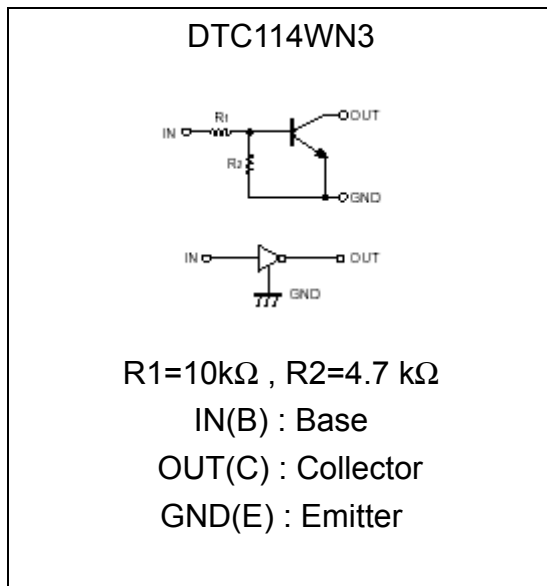 DTC114WN3
R1
OUT
IN
R2
GND
IN
OUT
GND
R1=10kΩ , R2=4.7 kΩ
IN(B) : Base
OUT(C) : Collector
GND(E) : Emitter